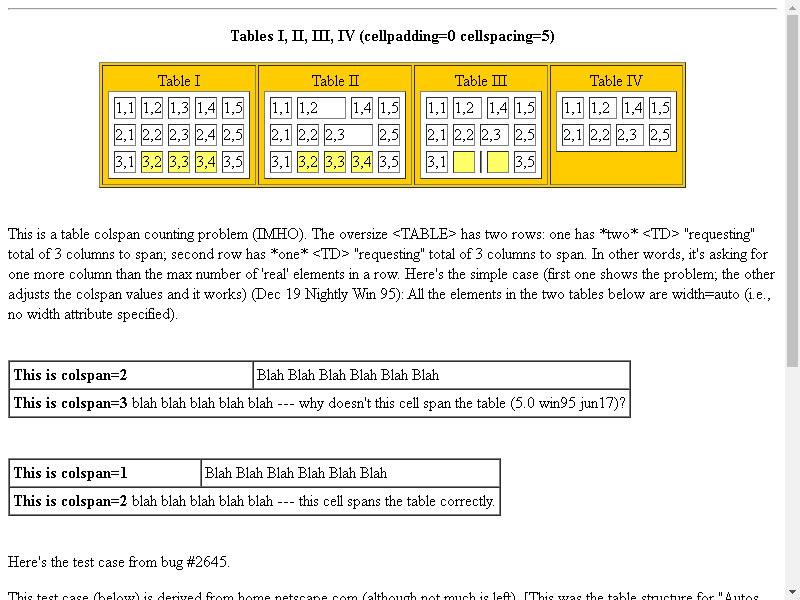 Tables I, II, III, IV (cellpadding=0 cellspacing=5)
Table I Table II Table III Table IV
1,1 1,2 1,3 1,4 1,5 1,1 1,2 1,4 1,5 1,1 1,2 1,4 1,5 1,1 1,2 1,4 1,5
2,1 2,2 2,3 2,4 2,5 2,1 2,2 2,3 2,5 2,1 2,2 2,3 2,5 2,1 2,2 2,3 2,5
3,1 3,2 3,3 3,4 3,5 3,1 3,2 3,3 3,4 3,5 3,1 3,5
This is a table colspan counting problem (IMHO). The oversize <TABLE> has two rows: one has *two* <TD> "requesting"
total of 3 columns to span; second row has *one* <TD> "requesting" total of 3 columns to span. In other words, it's asking for
one more column than the max number of 'real' elements in a row. Here's the simple case (first one shows the problem; the other
adjusts the colspan values and it works) (Dec 19 Nightly Win 95): All the elements in the two tables below are width=auto (i.e.,
no width attribute specified).
This is colspan=2 Blah Blah Blah Blah Blah Blah
This is colspan=3 blah blah blah blah blah --- why doesn't this cell span the table (5.0 win95 jun17)?
This is colspan=1 Blah Blah Blah Blah Blah Blah
This is colspan=2 blah blah blah blah blah --- this cell spans the table correctly.
Here's the test case from bug #2645.
This test case (below) is derived from home.netscape.com (although not much is left). [This was the table structure for "Autos